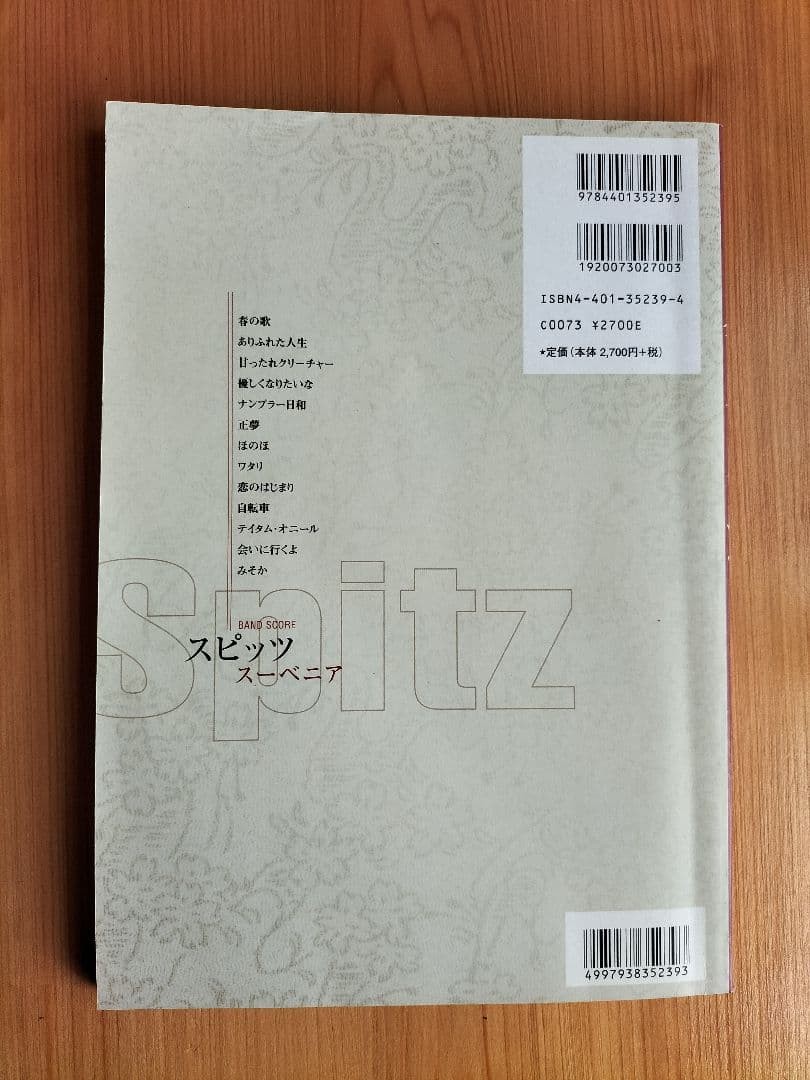 9784401352395
1920073027003
ISBN4-401-35239-4
C0073 ¥2700E
★定価(本体 2,700円+税)
春の歌
ありふれた人生
甘ったれクリーチャー
優しくなりたいな
ナンプラー日和
正夢
ほのほ
ワタリ
恋のはじまり
自転車
テイタム・オニール
会いに行くよ
みそか
Spitz
BAND SCORE
スピッツ
スーベニア
4997938352393